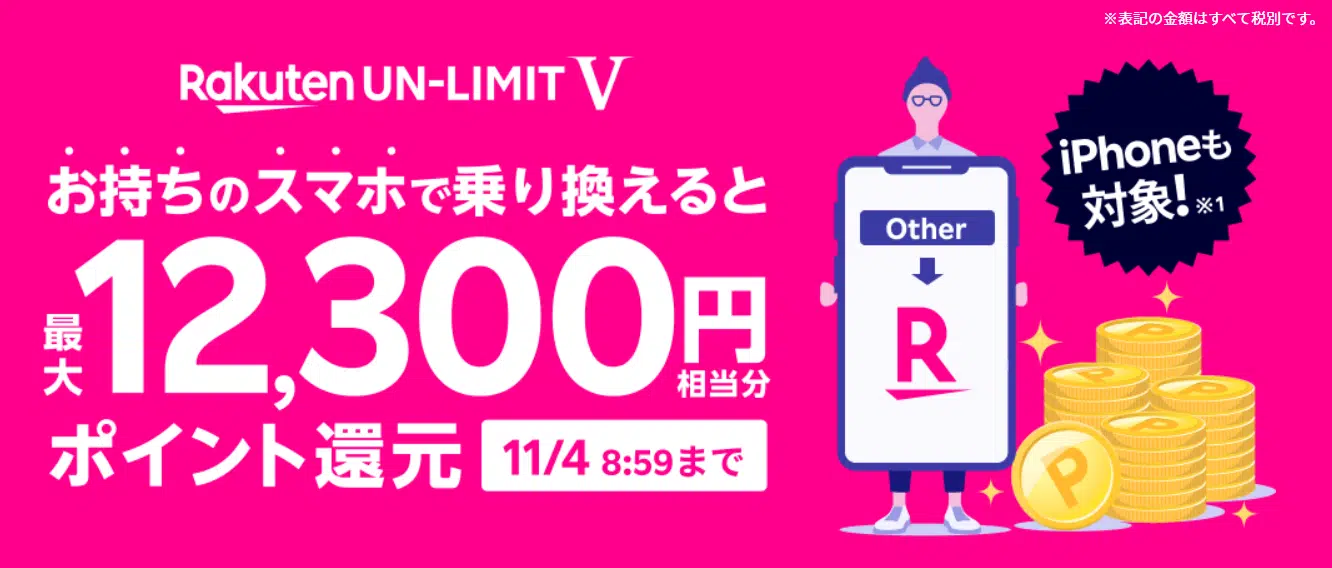 ※表記の金額はすべて税別です。
Rakuten UN-LIMIT V
お持ちのスマホで乗り換えると
最大12,300円相当分
ポイント還元 11/4 8:59まで
Other
R
iPhoneも
対象!※1
P
P
P
P
P